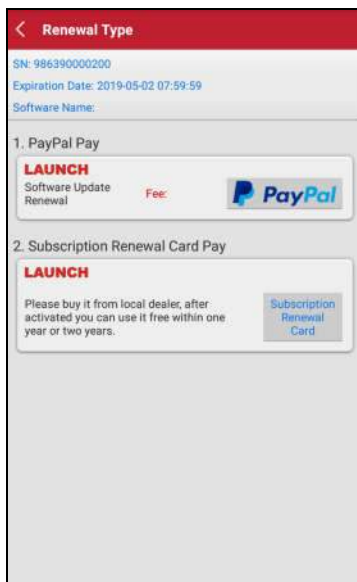 Renewal Type
SN: 986390000200
Expiration Date: 2019-05-02 07:59:59
Software Name:
1. PayPal Pay
LAUNCH
Software Update
Renewal
Fee:
PayPal
2. Subscription Renewal Card Pay
LAUNCH
Please buy it from local dealer, after
activated you can use it free within one
year or two years.
Subscription
Renewal
Card